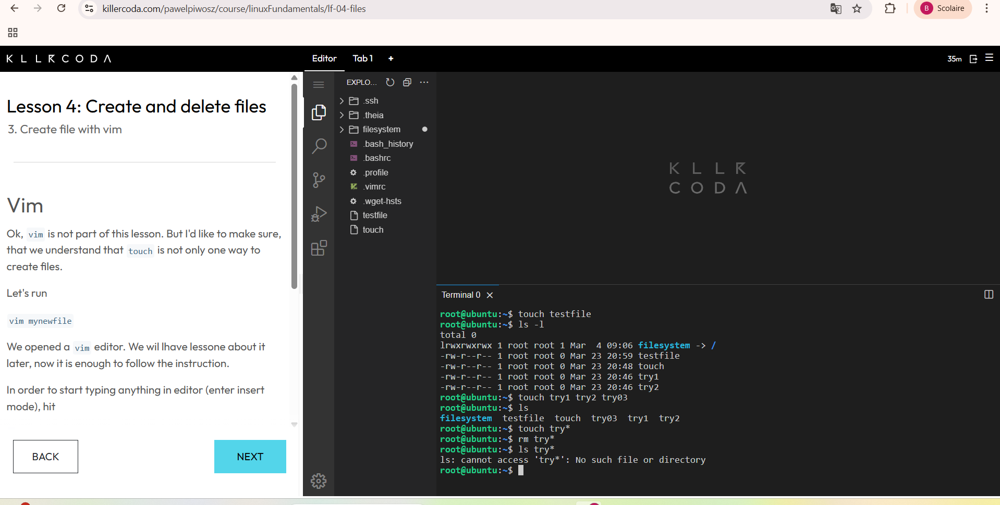 killercoda.com/pawelpiwosz/course/linuxFundamentals/lf-04-files
B Scolaire
KLLRCODA
Editor Tab 1 +
35m
Lesson 4: Create and delete files
3. Create file with vim
Vim
Ok, vim is not part of this lesson. But I'd like to make sure,
that we understand that touch is not only one way to
create files.
Let's run
vim mynewfile
We opened a vim editor. We wil lhave lessone about it
later, now it is enough to follow the instruction.
In order to start typing anything in editor (enter insert
mode), hit
BACK
NEXT
EXPLO...
.ssh
.theia
filesystem
.bash_history
.bashrc
.profile
.vimrc
.wget-hsts
testfile
touch
KLLR
CODA
Terminal 0
root@ubuntu:~$ touch testfile
root@ubuntu:~$ ls -l
total 0
lrwxrwxrwx 1 root root 1 Mar  4 09:06 filesystem -> /
-rw-r--r-- 1 root root 0 Mar 23 20:59 testfile
-rw-r--r-- 1 root root 0 Mar 23 20:48 touch
-rw-r--r-- 1 root root 0 Mar 23 20:46 try1
-rw-r--r-- 1 root root 0 Mar 23 20:46 try2
root@ubuntu:~$ touch try1 try2 try03
root@ubuntu:~$ ls
filesystem  testfile  touch  try03  try1  try2
root@ubuntu:~$ touch try*
root@ubuntu:~$ rm try*
root@ubuntu:~$ ls try*
ls: cannot access 'try*': No such file or directory
root@ubuntu:~$